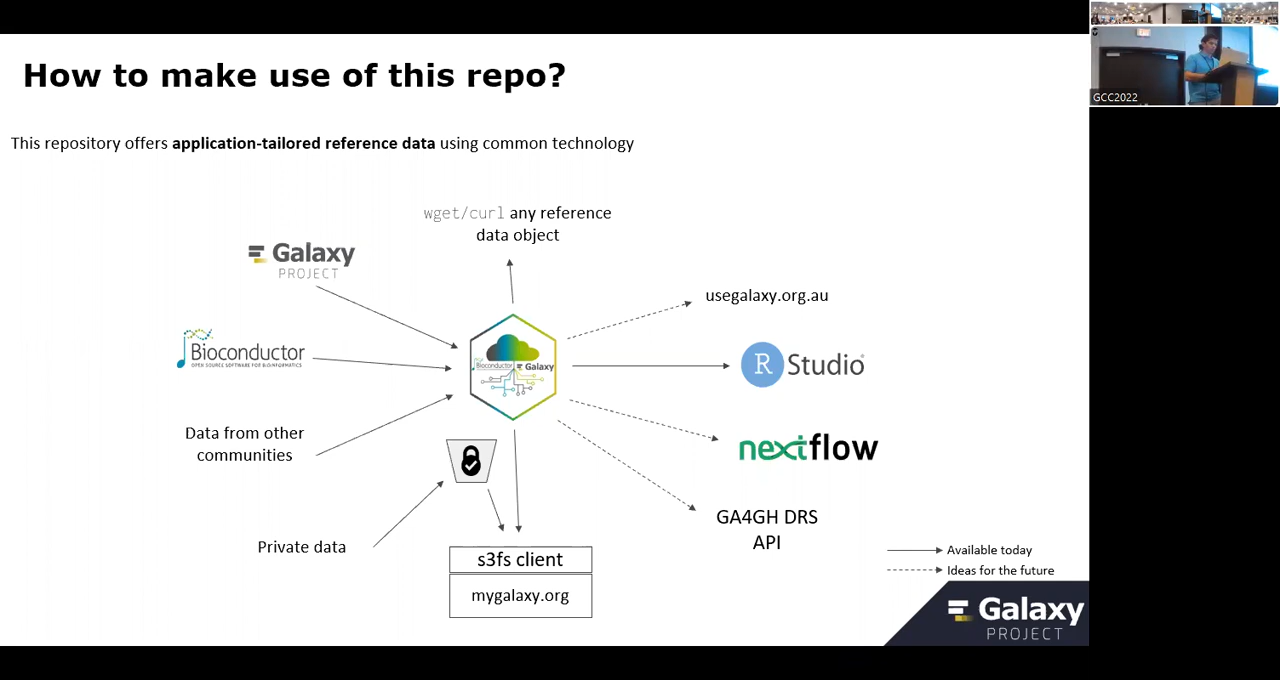 How to make use of this repo?
This repository offers application-tailored reference data using common technology
wget/curl any reference
data object
Galaxy
PROJECT
usegalaxy.org.au
Bioconductor
OPEN SOURCE SOFTWARE FOR BIOINFORMATICS
Bioconductor
Galaxy
R Studio
Data from other
communities
nextflow
GA4GH DRS
API
Private data
s3fs client
mygalaxy.org
Available today
Ideas for the future
Galaxy
PROJECT
GCC2022